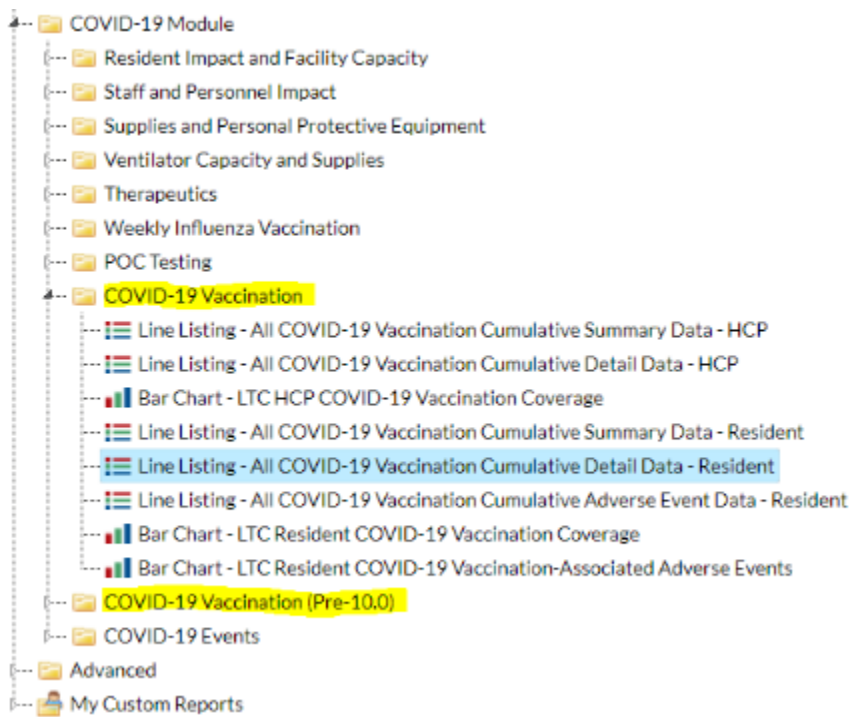 COVID-19 Module
Resident Impact and Facility Capacity
Staff and Personnel Impact
Supplies and Personal Protective Equipment
Ventilator Capacity and Supplies
Therapeutics
Weekly Influenza Vaccination
POC Testing
COVID-19 Vaccination
Line Listing - All COVID-19 Vaccination Cumulative Summary Data - HCP
Line Listing - All COVID-19 Vaccination Cumulative Detail Data - HCP
Bar Chart - LTC HCP COVID-19 Vaccination Coverage
Line Listing - All COVID-19 Vaccination Cumulative Summary Data - Resident
Line Listing - All COVID-19 Vaccination Cumulative Detail Data - Resident
Line Listing - All COVID-19 Vaccination Cumulative Adverse Event Data - Resident
Bar Chart - LTC Resident COVID-19 Vaccination Coverage
Bar Chart - LTC Resident COVID-19 Vaccination-Associated Adverse Events
COVID-19 Vaccination (Pre-10.0)
COVID-19 Events
Advanced
My Custom Reports